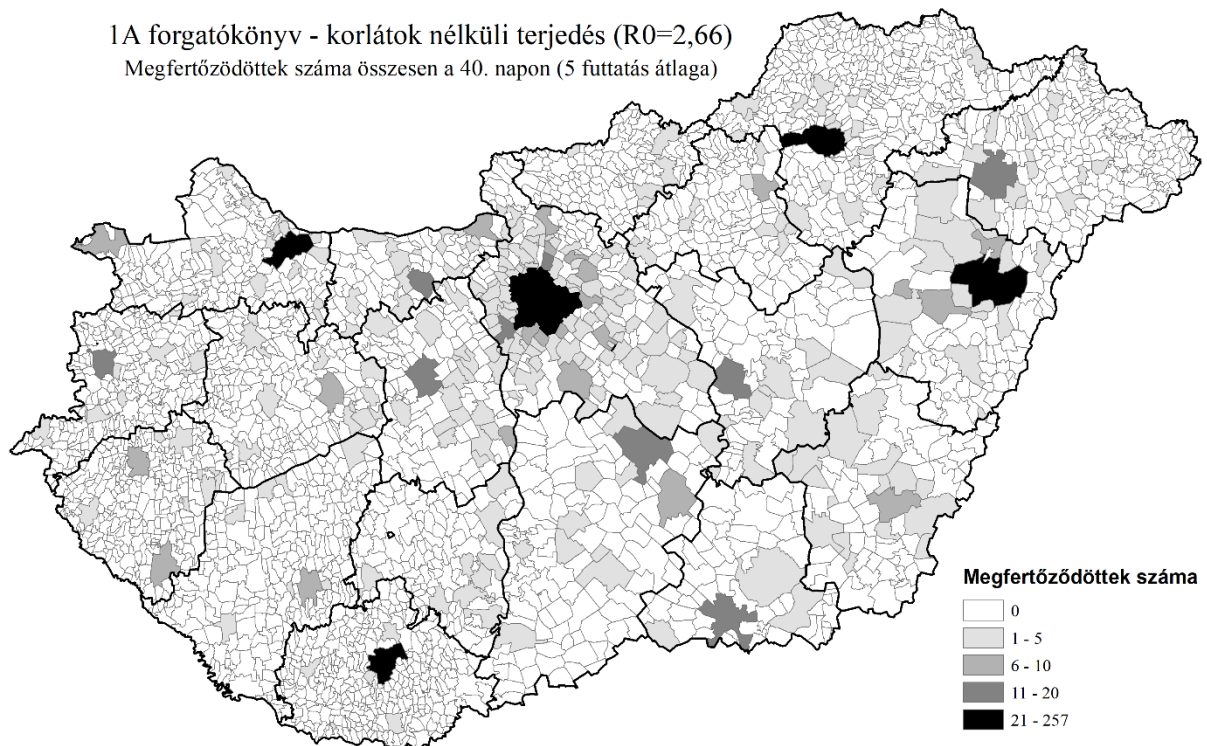 1A forgatókönyv - korlátok nélküli terjedés (R0=2,66)
Megfertőzödöttek száma összesen a 40. napon (5 futtatás átlaga)
Megfertőződöttek száma
0
1 - 5
6 - 10
11 - 20
21 - 257